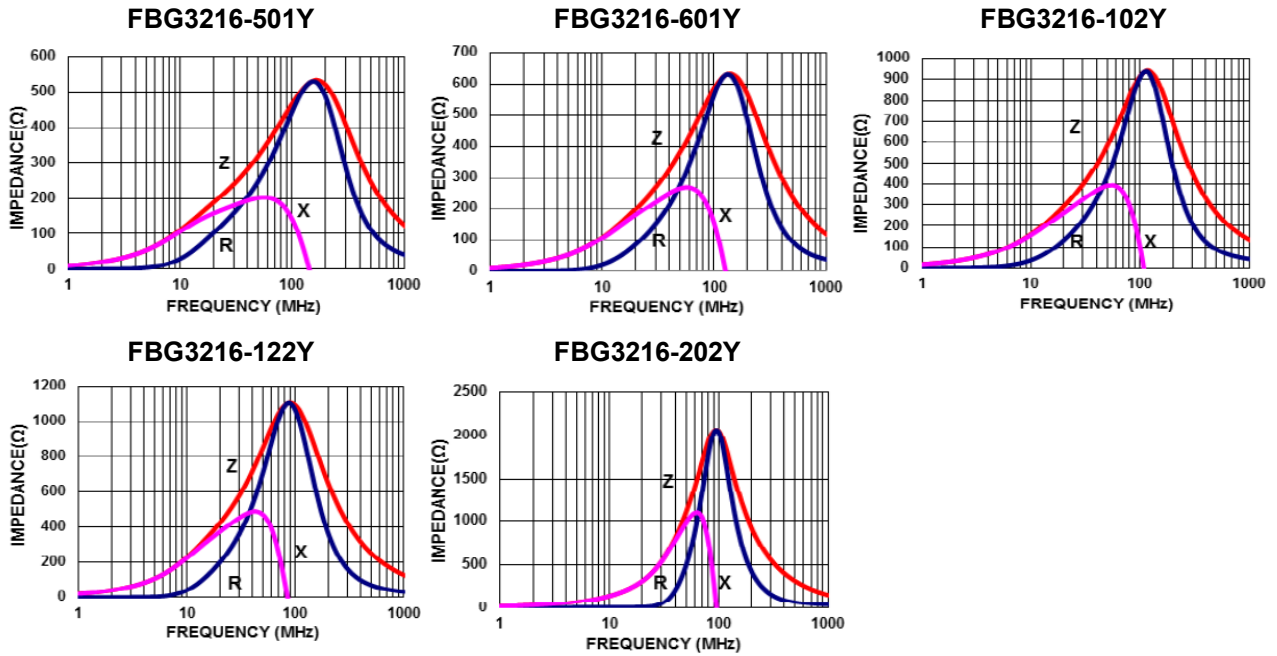 FBG3216-501Y
IMPEDANCE(Ω)
600
500
400
300
200
100
0
Z
X
R
1
10
100
1000
FREQUENCY (MHz)
FBG3216-601Y
IMPEDANCE(Ω)
700
600
500
400
300
200
100
0
Z
X
R
1
10
100
1000
FREQUENCY (MHz)
FBG3216-102Y
IMPEDANCE(Ω)
1000
900
800
700
600
500
400
300
200
100
0
Z
R
X
1
10
100
1000
FREQUENCY (MHz)
FBG3216-122Y
IMPEDANCE(Ω)
1200
1000
800
600
400
200
0
Z
X
R
1
10
100
1000
FREQUENCY (MHz)
FBG3216-202Y
IMPEDANCE(Ω)
2500
2000
1500
1000
500
0
Z
R
X
1
10
100
1000
FREQUENCY (MHz)